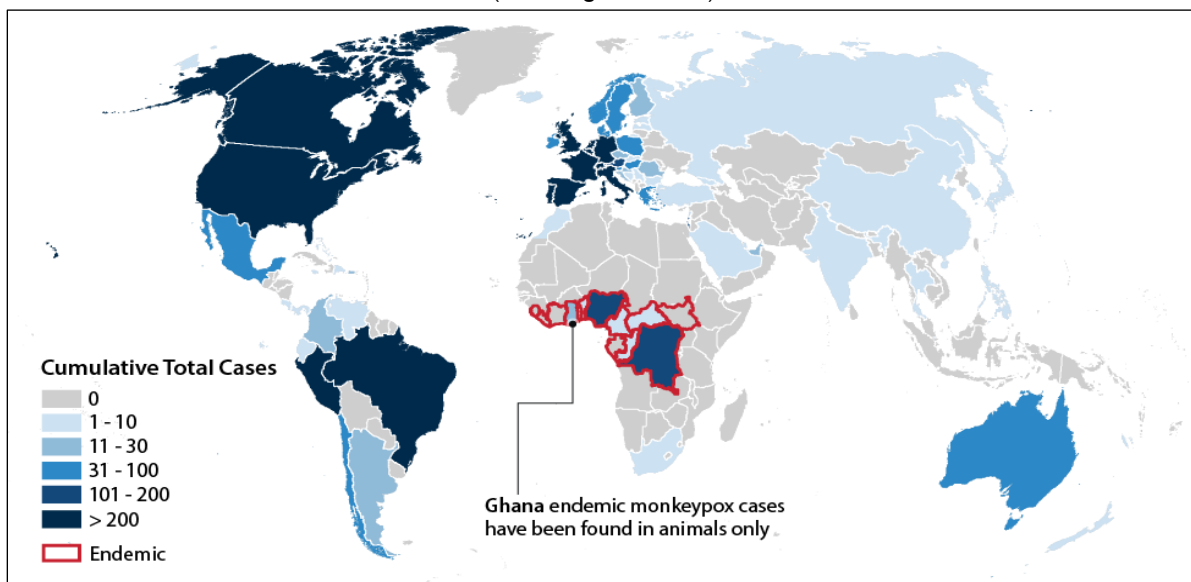 Cumulative Total Cases
0
1 - 10
11 - 30
31 - 100
101 - 200
> 200
Endemic
Ghana endemic monkeypox cases
have been found in animals only